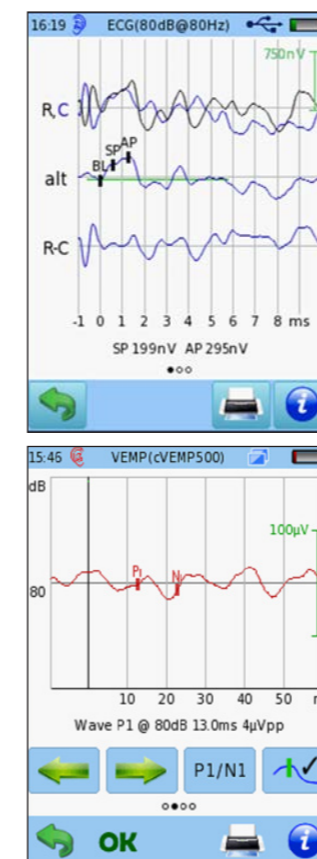 16:19 ECG(80dB@80Hz)
750nV
R,C
BL SP AP
alt
R-C
-1 0 1 2 3 4 5 6 7 8 ms
SP 199nV AP 295nV
i
15:46 VEMP(cVEMP500)
dB
100µV
P1 N
80
10 20 30 40 50
Wave P1 @ 80dB 13.0ms 4µVpp
P1/N1
OK i